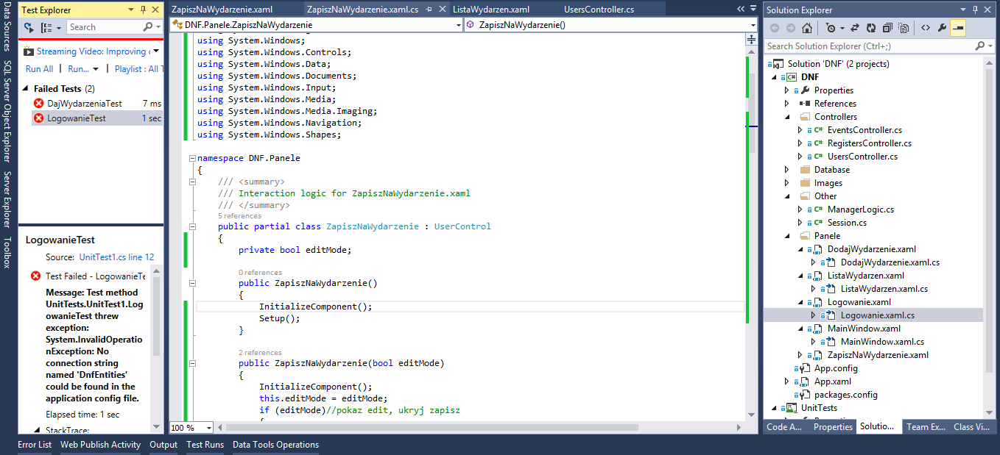 Data Sources
SQL Server Object Explorer
Server Explorer
Toolbox
Test Explorer
Search
Streaming Video: Improving
Run All | Run... | Playlist : All T
Failed Tests (2)
DajWydarzeniaTest 7 ms
LogowanieTest 1 sec
LogowanieTest
Source: UnitTest1.cs line 12
Test Failed - LogowanieTe
Message: Test method
UnitTests.UnitTest1.Log
owanieTest threw
exception:
System.InvalidOperatio
nException: No
connection string
named 'DnfEntities'
could be found in the
application config file.
Elapsed time: 1 sec
StackTrace:
ZapiszNaWydarzenie.xaml ZapiszNaWydarzenie.xaml.cs ListaWydarzen.xaml UsersController.cs
DNF.Panele.ZapiszNaWydarzenie ZapiszNaWydarzenie()
using System.Windows;
using System.Windows.Controls;
using System.Windows.Data;
using System.Windows.Documents;
using System.Windows.Input;
using System.Windows.Media;
using System.Windows.Media.Imaging;
using System.Windows.Navigation;
using System.Windows.Shapes;
namespace DNF.Panele
{
/// <summary>
/// Interaction logic for ZapiszNaWydarzenie.xaml
/// </summary>
5 references
public partial class ZapiszNaWydarzenie : UserControl
{
private bool editMode;
0 references
public ZapiszNaWydarzenie()
{
InitializeComponent();
Setup();
}
2 references
public ZapiszNaWydarzenie(bool editMode)
{
InitializeComponent();
this.editMode = editMode;
if (editMode)//pokaz edit, ukryj zapisz
{
100 %
Solution Explorer
Search Solution Explorer (Ctrl+;)
Solution 'DNF' (2 projects)
DNF
Properties
References
Controllers
EventsController.cs
RegistersController.cs
UsersController.cs
Database
Images
Other
ManagerLogic.cs
Session.cs
Panele
DodajWydarzenie.xaml
DodajWydarzenie.xaml.cs
ListaWydarzen.xaml
ListaWydarzen.xaml.cs
Logowanie.xaml
Logowanie.xaml.cs
MainWindow.xaml
MainWindow.xaml.cs
ZapiszNaWydarzenie.xaml
App.config
App.xaml
packages.config
UnitTests
Code A... Properties Solutio... Team Ex... Class Vi...
Error List Web Publish Activity Output Test Runs Data Tools Operations